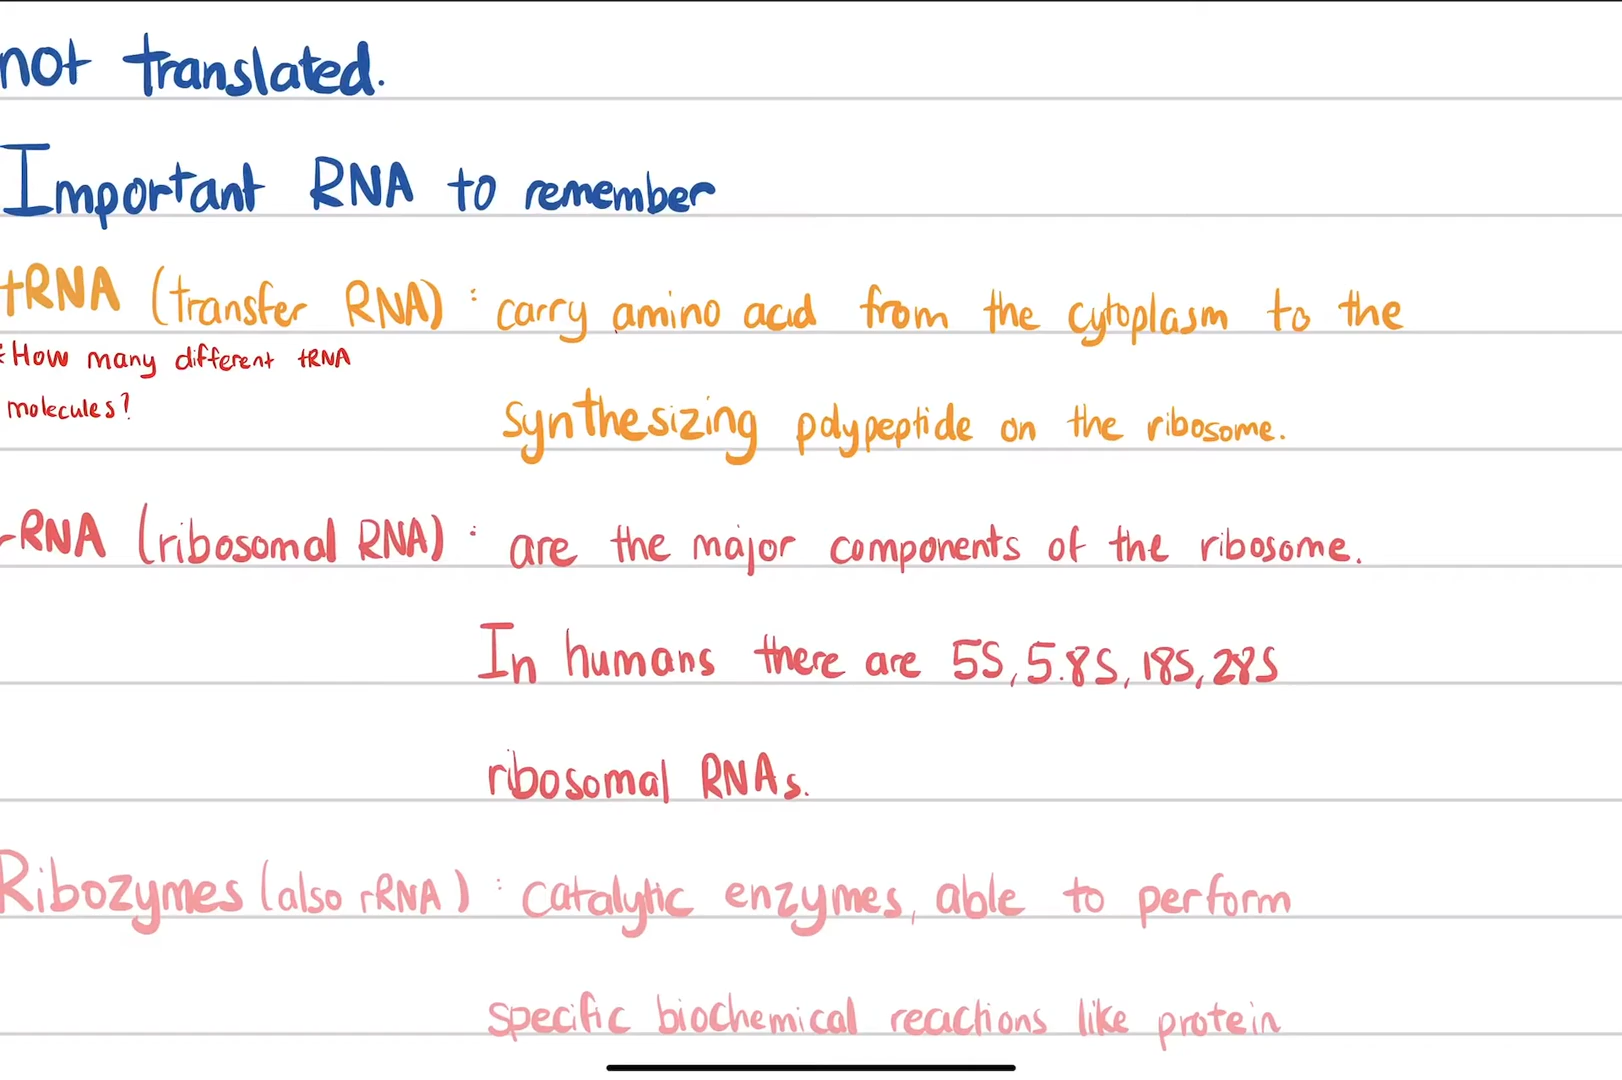 not translated.
Important RNA to remember
tRNA (transfer RNA) : carry amino acid from the cytoplasm to the
*How many different tRNA
molecules?
synthesizing polypeptide on the ribosome.
rRNA (ribosomal RNA) : are the major components of the ribosome.
In humans there are 5S, 5.8S, 18S, 28S
ribosomal RNAs.
Ribozymes (also rRNA) : catalytic enzymes, able to perform
specific biochemical reactions like protein